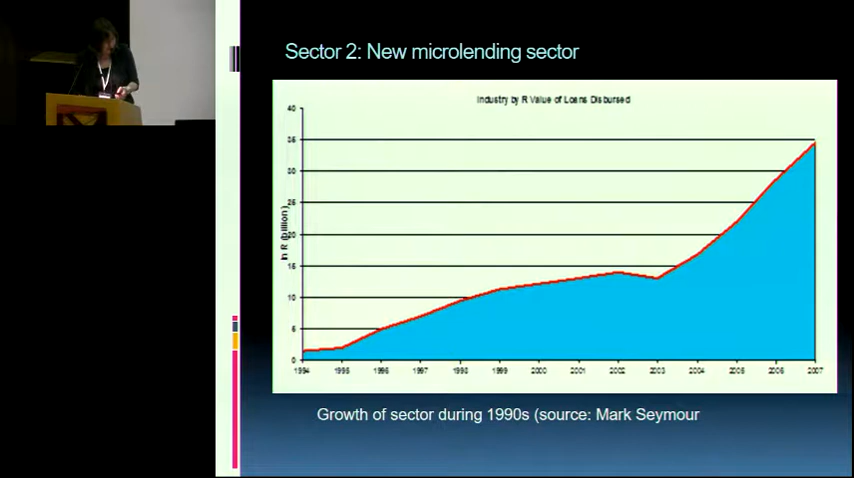 Sector 2: New microlending sector
Industry by R Value of Loans Disbursed
40
35
30
25
20
15
10
5
0
In R (billion)
1994 1995 1996 1997 1998 1999 2000 2001 2002 2003 2004 2005 2006 2007
Growth of sector during 1990s (source: Mark Seymour